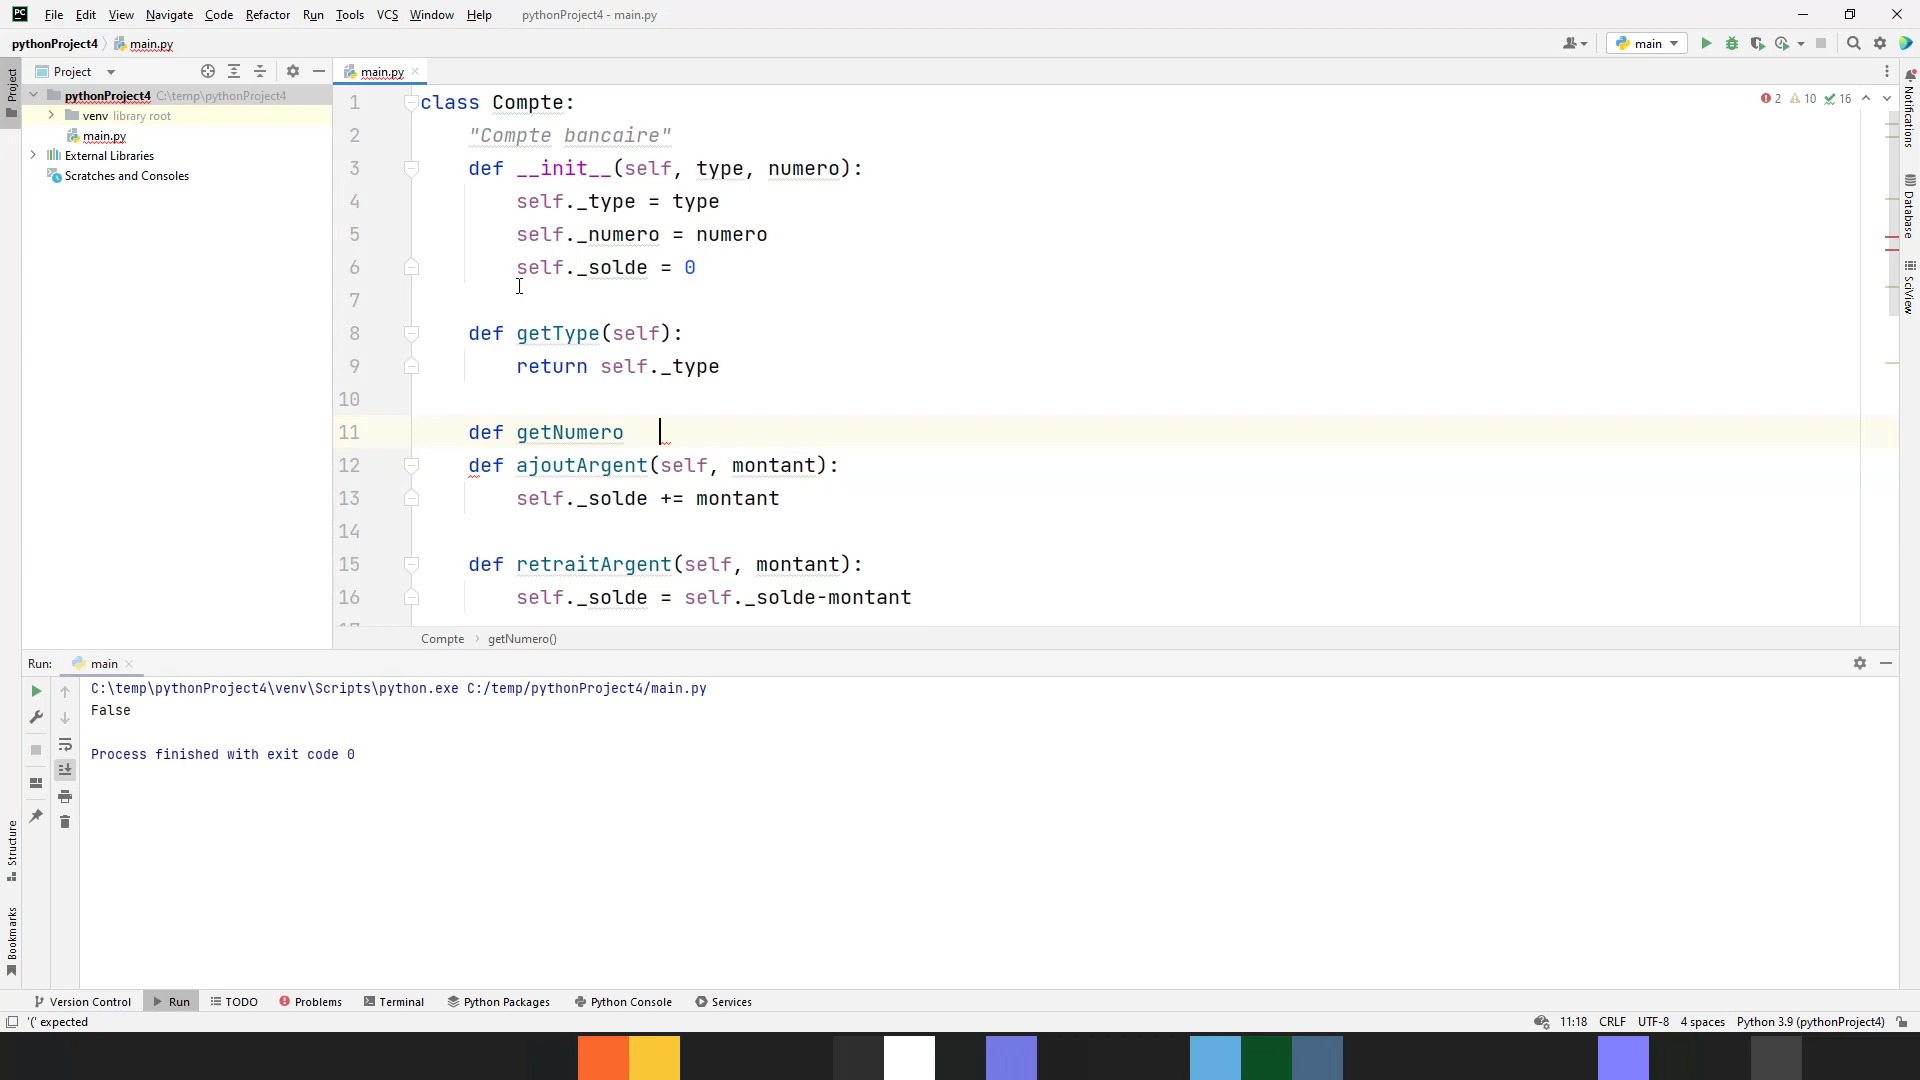 PC File Edit View Navigate Code Refactor Run Tools VCS Window Help pythonProject4 - main.py
pythonProject4 main.py main
Project main.py
pythonProject4 C:\temp\pythonProject4
venv library root
main.py
External Libraries
Scratches and Consoles
2 10 16
1 class Compte:
2 "Compte bancaire"
3 def __init__(self, type, numero):
4 self._type = type
5 self._numero = numero
6 self._solde = 0
7
8 def getType(self):
9 return self._type
10
11 def getNumero
12 def ajoutArgent(self, montant):
13 self._solde += montant
14
15 def retraitArgent(self, montant):
16 self._solde = self._solde-montant
Compte getNumero()
Project
Structure
Bookmarks
Notifications
Database
SciView
Run: main
C:\temp\pythonProject4\venv\Scripts\python.exe C:/temp/pythonProject4/main.py
False
Process finished with exit code 0
Version Control Run TODO Problems Terminal Python Packages Python Console Services
'(' expected 11:18 CRLF UTF-8 4 spaces Python 3.9 (pythonProject4)